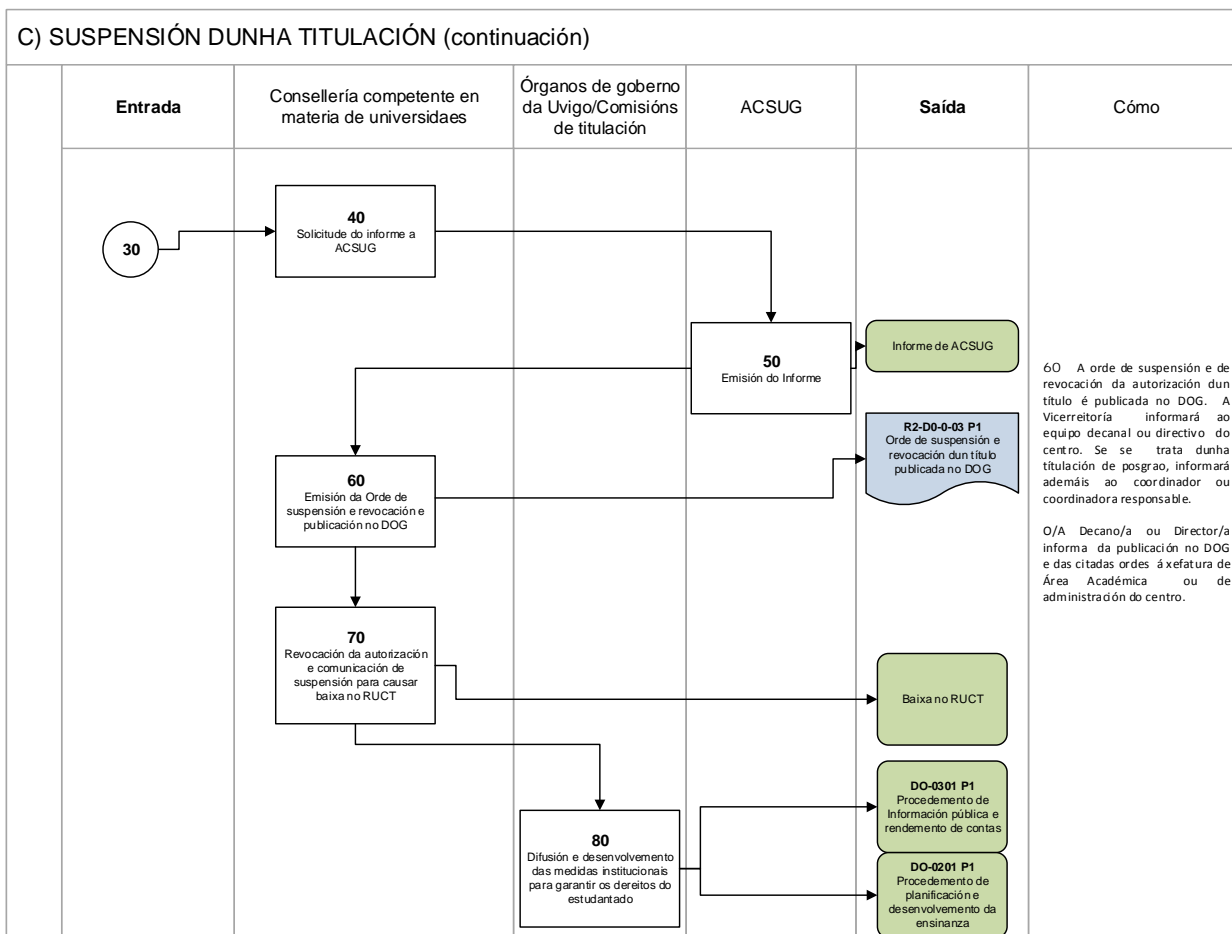 C) SUSPENSIÓN DUNHA TITULACIÓN (continuación)
Entrada
Consellería competente en
materia de universidaes
Órganos de goberno
da Uvigo/Comisións
de titulación
ACSUG
Saída
Cómo
30
40
Solicitude do informe a
ACSUG
50
Emisión do Informe
Informe de ACSUG
R2-D0-0-03 P1
Orde de suspensión e
revocación dun título
publicada no DOG
60
Emisión da Orde de
suspensión e revocación e
publicación no DOG
70
Revocación da autorización
e comunicación de
suspensión para causar
baixa no RUCT
Baixa no RUCT
80
Difusión e desenvolvemento
das medidas institucionais
para garantir os dereitos do
estudantado
DO-0301 P1
Procedemento de
Información pública e
rendemento de contas
DO-0201 P1
Procedemento de
planificación e
desenvolvemento da
ensinanza
60 A orde de suspensión e de
revocación da autorización dun
título é publicada no DOG. A
Vicerreitoría informará ao
equipo decanal ou directivo do
centro. Se se trata dunha
títulación de posgrao, informará
ademáis ao coordinador ou
coordinadora responsable.
O/A Decano/a ou Director/a
informa da publicación no DOG
e das citadas ordes á xefatura de
Área Académica ou de
administración do centro.